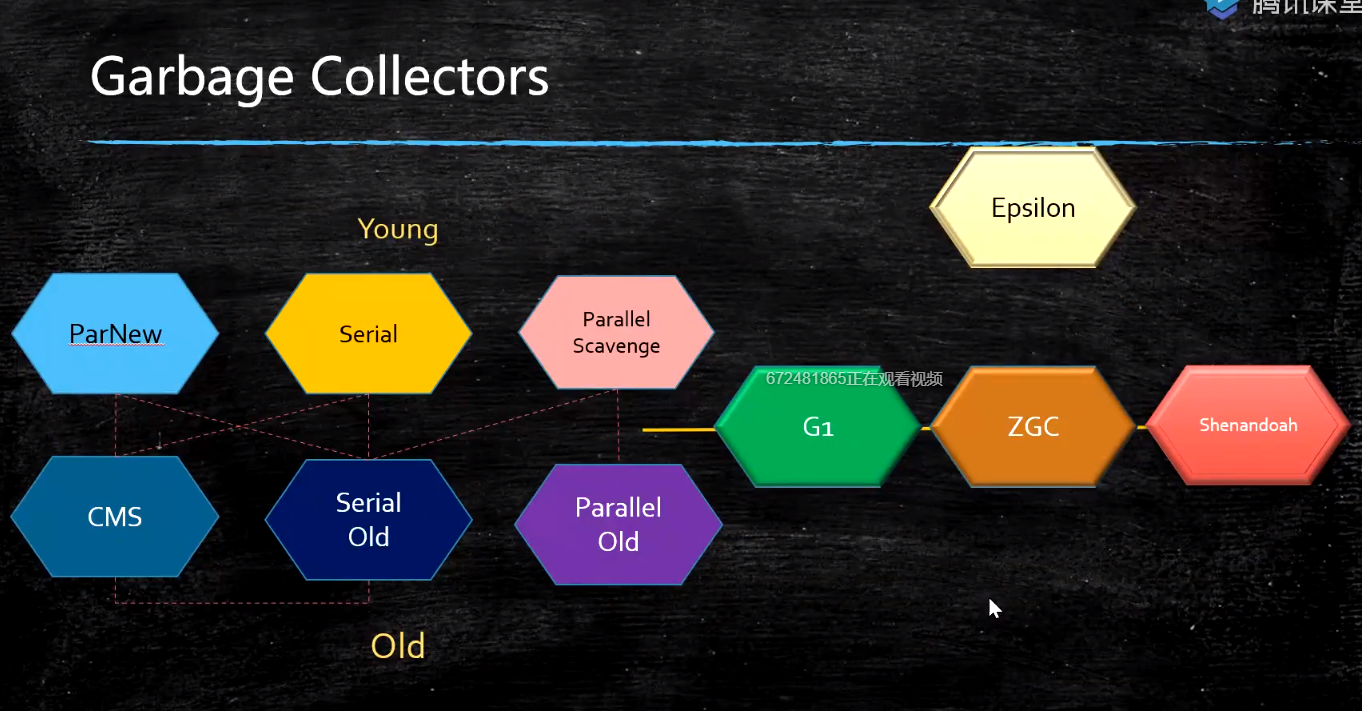 腾讯课堂
Garbage Collectors
Epsilon
Young
ParNew
Serial
Parallel
Scavenge
672481865正在观看视频
G1
ZGC
Shenandoah
CMS
Serial
Old
Parallel
Old
Old